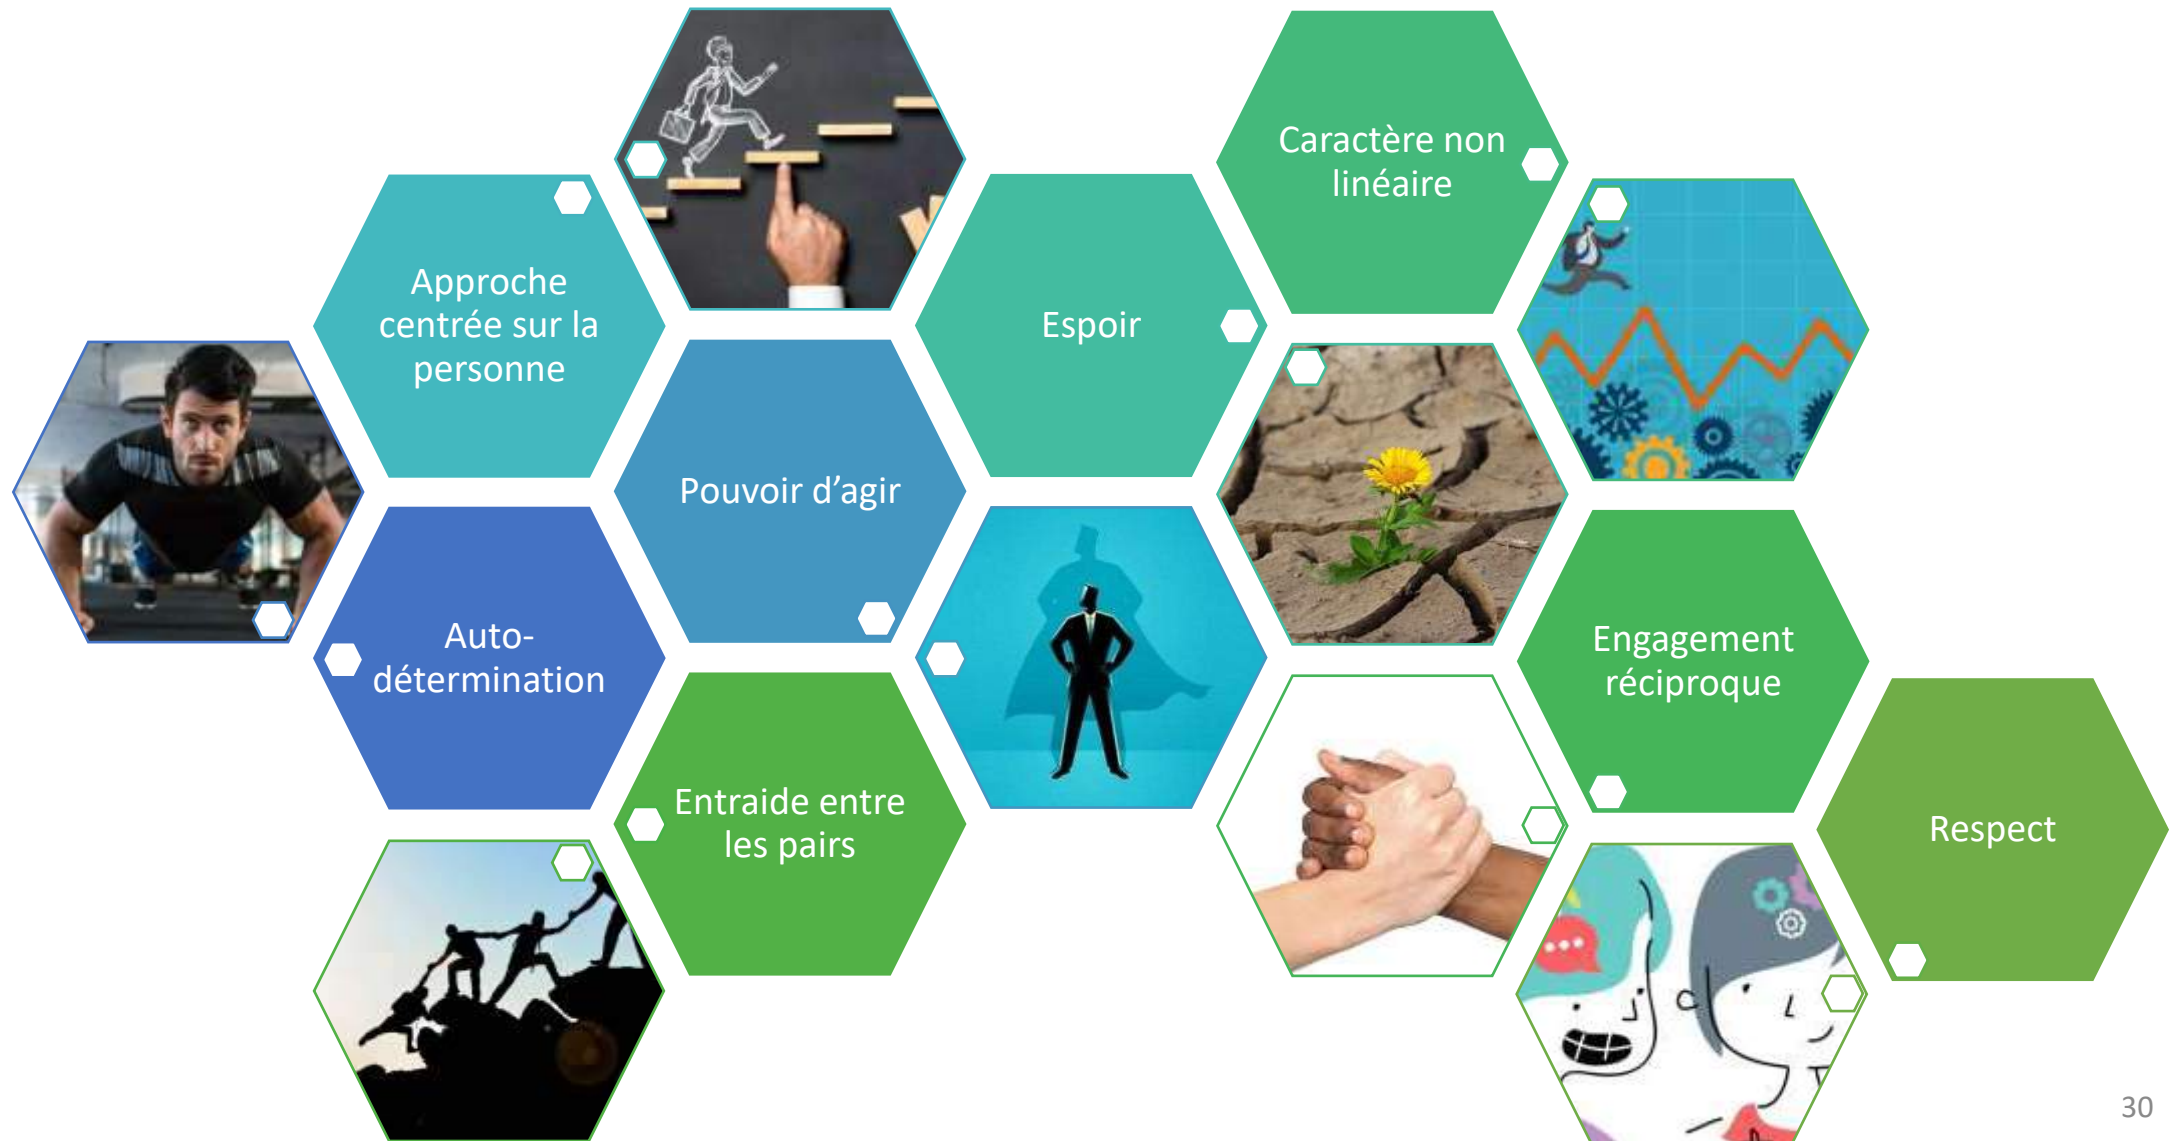 Caractère non
linéaire
Approche
centrée sur la
personne
Espoir
Pouvoir d’agir
Auto-
détermination
Engagement
réciproque
Entraide entre
les pairs
Respect
30